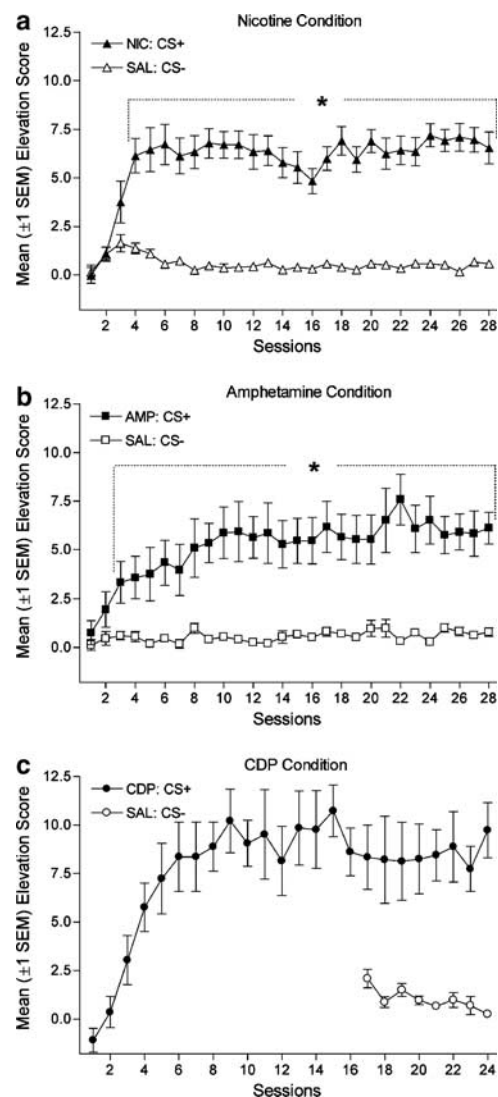 a Nicotine Condition
12.5
NIC: CS+
SAL: CS-
10.0
*
7.5
5.0
2.5
0.0
Mean (±1 SEM) Elevation Score
2 4 6 8 10 12 14 16 18 20 22 24 26 28
Sessions
b Amphetamine Condition
12.5
AMP: CS+
SAL: CS-
10.0
*
7.5
5.0
2.5
0.0
Mean (±1 SEM) Elevation Score
2 4 6 8 10 12 14 16 18 20 22 24 26 28
Sessions
c CDP Condition
12.5
CDP: CS+
SAL: CS-
10.0
7.5
5.0
2.5
0.0
Mean (±1 SEM) Elevation Score
2 4 6 8 10 12 14 16 18 20 22 24
Sessions